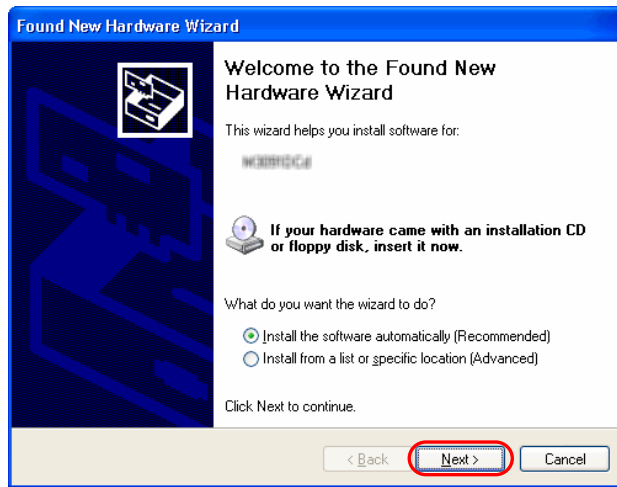 Found New Hardware Wizard
Welcome to the Found New
Hardware Wizard
This wizard helps you install software for:
If your hardware came with an installation CD
or floppy disk, insert it now.
What do you want the wizard to do?
Install the software automatically (Recommended)
Install from a list or specific location (Advanced)
Click Next to continue.
< Back Next > Cancel